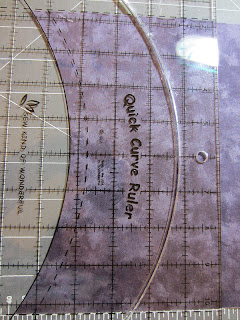 Quick Curve Ruler
SEW KIND OF WONDERFUL